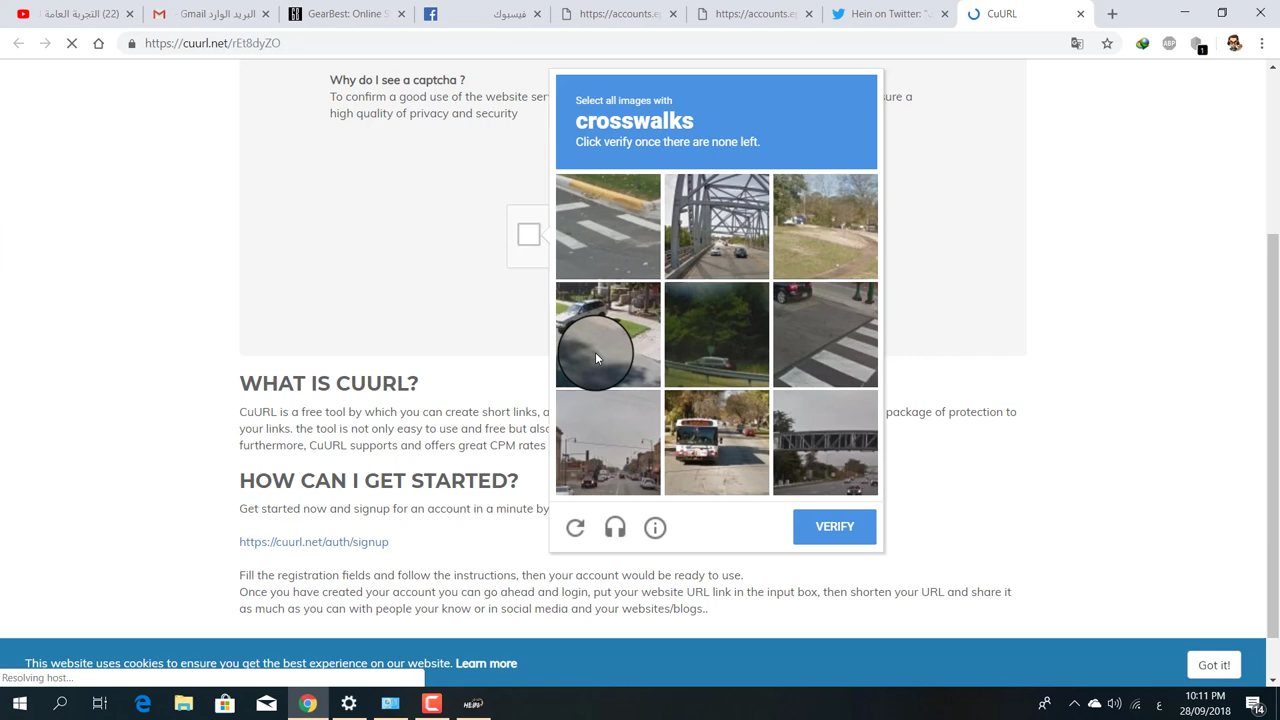 (22) التجربة العامة ل
البريد الوارد Gmail
GearBest: Online S
فيسبوك
https://accounts.e
https://accounts.e
Hein on Twitter: "
CuURL
https://cuurl.net/rEt8dyZO
ABP
1
Why do I see a captcha ?
To confirm a good use of the website ser
high quality of privacy and security
sure a
Select all images with
crosswalks
Click verify once there are none left.
VERIFY
WHAT IS CUURL?
CuURL is a free tool by which you can create short links, a
package of protection to
your links. the tool is not only easy to use and free but also
furthermore, CuURL supports and offers great CPM rates
HOW CAN I GET STARTED?
Get started now and signup for an account in a minute by
https://cuurl.net/auth/signup
Fill the registration fields and follow the instructions, then your account would be ready to use.
Once you have created your account you can go ahead and login, put your website URL link in the input box, then shorten your URL and share it
as much as you can with people your know or in social media and your websites/blogs..
This website uses cookies to ensure you get the best experience on our website. Learn more
Got it!
Resolving host...
ع
10:11 PM
28/09/2018
14